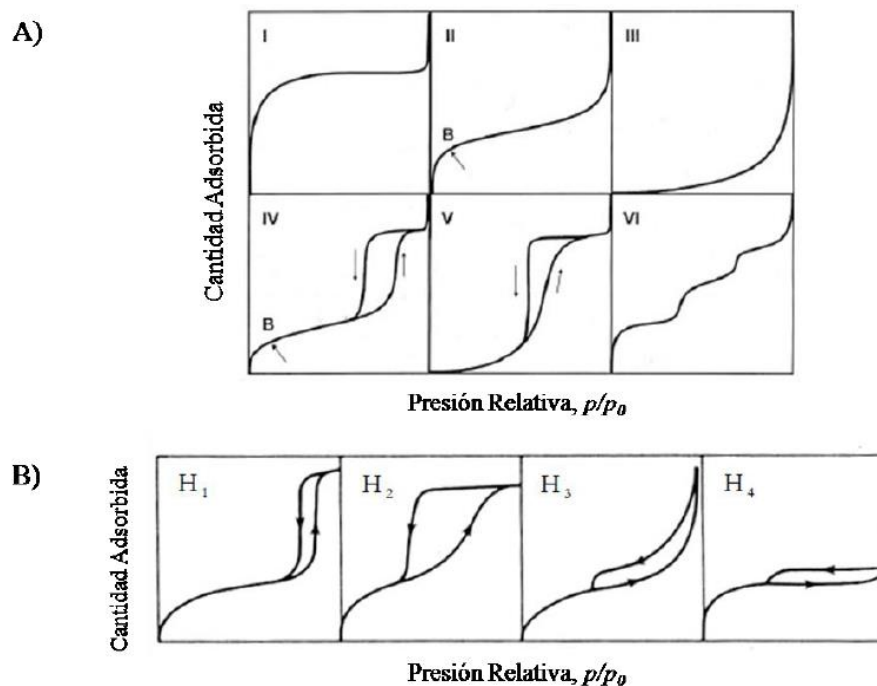 A)
Cantidad Adsorbida
I
II
III
B
IV
V
VI
B
Presión Relativa, p/p₀
B)
Cantidad Adsorbida
H₁
H₂
H₃
H₄
Presión Relativa, p/p₀